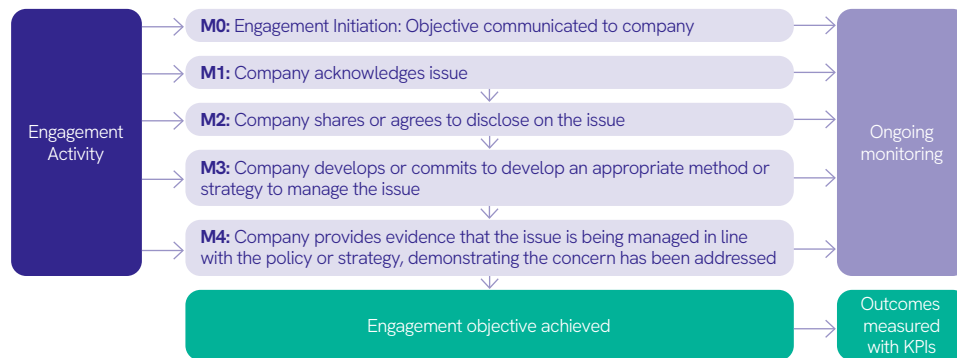 Engagement
Activity
M0: Engagement Initiation: Objective communicated to company
M1: Company acknowledges issue
M2: Company shares or agrees to disclose on the issue
M3: Company develops or commits to develop an appropriate method or
strategy to manage the issue
M4: Company provides evidence that the issue is being managed in line
with the policy or strategy, demonstrating the concern has been addressed
Ongoing
monitoring
Engagement objective achieved
Outcomes
measured
with KPIs